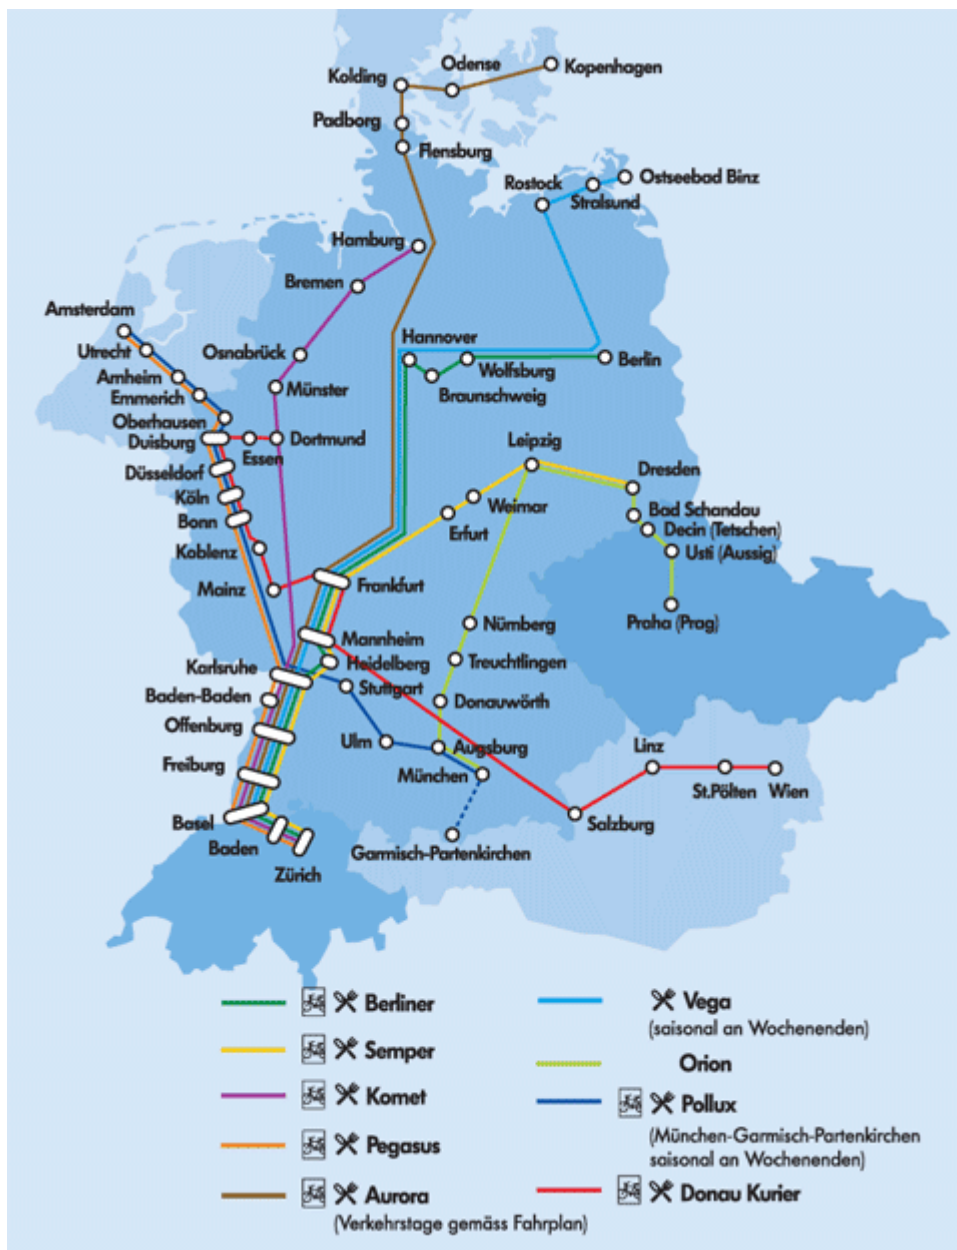 Odense
Kolding
Kopenhagen
Padborg
Flensburg
Rostock
Ostseebad Binz
Stralsund
Hamburg
Bremen
Amsterdam
Utrecht
Osnabrück
Hannover
Berlin
Arnheim
Wolfsburg
Emmerich
Münster
Braunschweig
Oberhausen
Duisburg
Dortmund
Essen
Leipzig
Düsseldorf
Dresden
Köln
Weimar
Bad Schandau
Bonn
Erfurt
Decin (Tetschen)
Koblenz
Usti (Aussig)
Mainz
Frankfurt
Praha (Prag)
Nürnberg
Mannheim
Karlsruhe
Heidelberg
Treuchtlingen
Baden-Baden
Stuttgart
Donauwörth
Offenburg
Ulm
Augsburg
Linz
Freiburg
München
St.Pölten
Wien
Basel
Salzburg
Baden
Garmisch-Partenkirchen
Zürich
Berliner
Semper
Komet
Pegasus
Aurora
(Verkehrstage gemäss Fahrplan)
Vega
(saisonal an Wochenenden)
Orion
Pollux
(München-Garmisch-Partenkirchen
saisonal an Wochenenden)
Donau Kurier